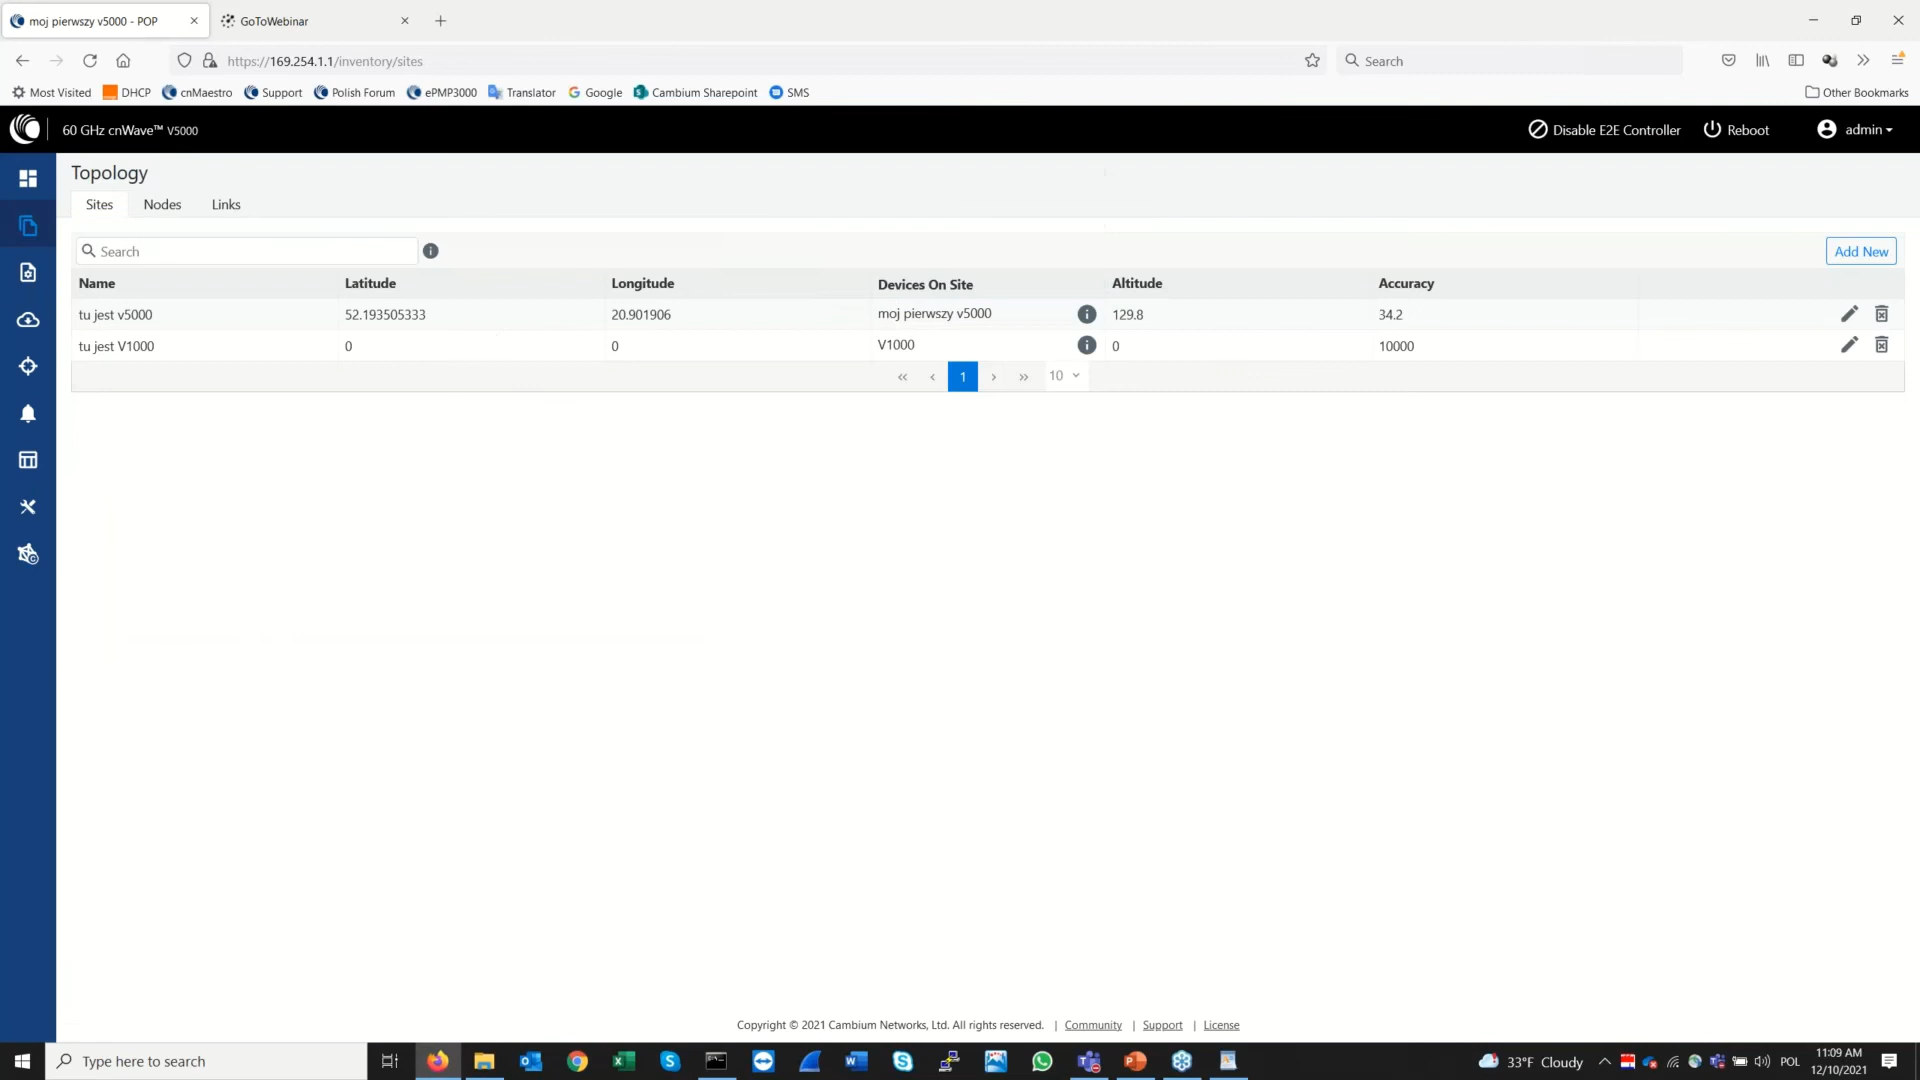 moj pierwszy v5000 - POP
GoToWebinar
https://169.254.1.1/inventory/sites
Search
Most Visited DHCP cnMaestro Support Polish Forum ePMP3000 Translator Google Cambium Sharepoint SMS Other Bookmarks
60 GHz cnWave™ V5000 Disable E2E Controller Reboot admin
Topology
Sites Nodes Links
Search Add New
Name Latitude Longitude Devices On Site Altitude Accuracy
tu jest v5000 52.193505333 20.901906 moj pierwszy v5000 129.8 34.2
tu jest V1000 0 0 V1000 0 10000
« ‹ 1 › » 10
Copyright © 2021 Cambium Networks, Ltd. All rights reserved. | Community | Support | License
Type here to search 33°F Cloudy POL 11:09 AM
12/10/2021